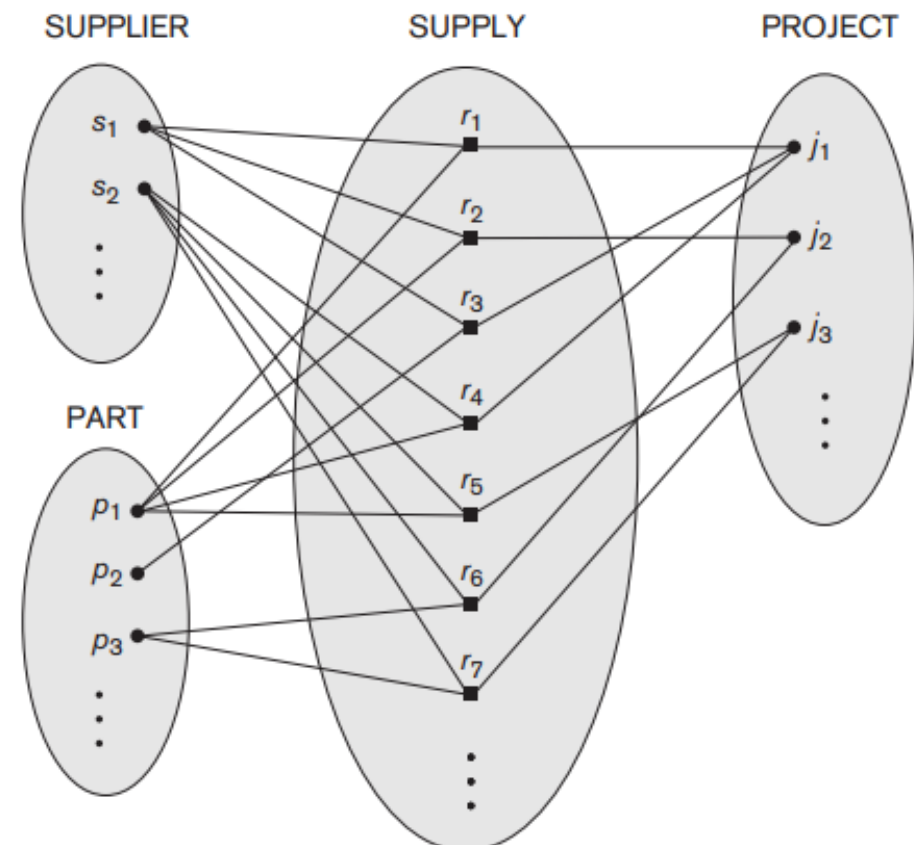 SUPPLIER
s1
s2
PART
p1
p2
p3
SUPPLY
r1
r2
r3
r4
r5
r6
r7
PROJECT
j1
j2
j3